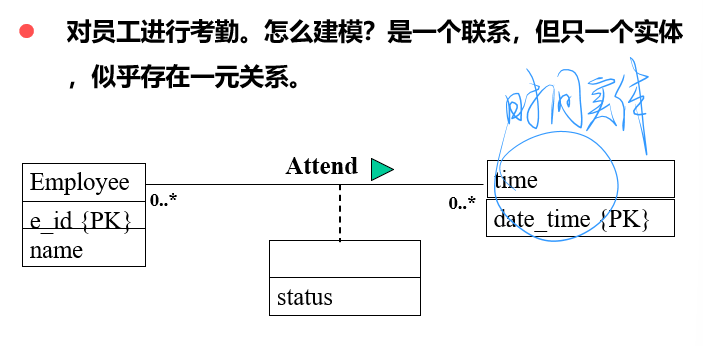 对员工进行考勤。怎么建模？是一个联系，但只一个实体
，似乎存在一元关系。
时间实体
Attend
Employee
0..*
0..*
time
e_id {PK}
date_time {PK}
name
status